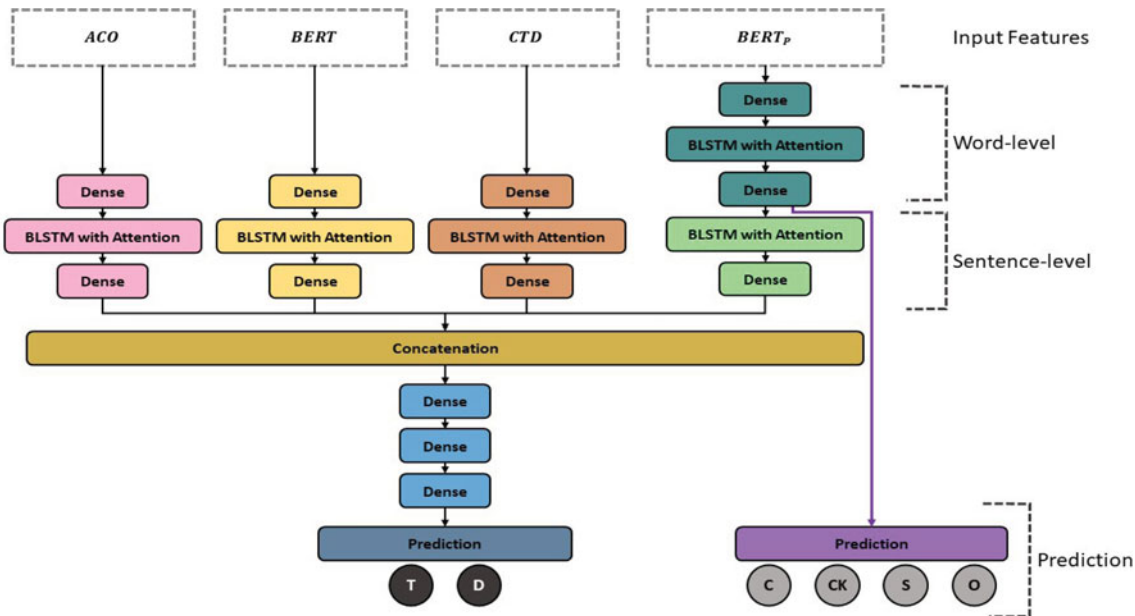 ACO BERT CTD BERTP Input Features
Dense
BLSTM with Attention Word-level
Dense Dense Dense Dense
BLSTM with Attention BLSTM with Attention BLSTM with Attention BLSTM with Attention
Sentence-level
Dense Dense Dense Dense
Concatenation
Dense
Dense
Dense
Prediction Prediction
Prediction
T D C CK S O